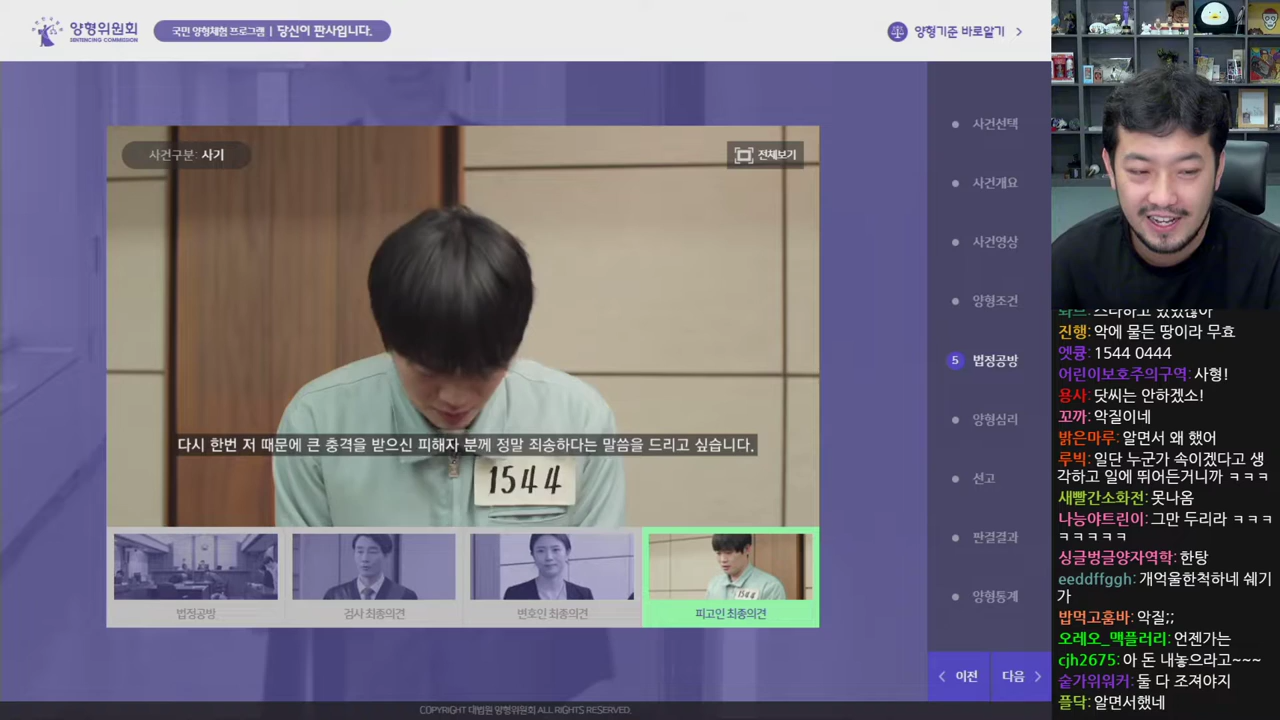 양형위원회
SENTENCING COMMISSION
국민 양형체험 프로그램 | 당신이 판사입니다.
양형기준 바로알기
사건구분: 사기
전체보기
다시 한번 저 때문에 큰 충격을 받으신 피해자 분께 정말 죄송하다는 말씀을 드리고 싶습니다.
1544
법정공방
검사 최종의견
변호인 최종의견
피고인 최종의견
1544
사건선택
사건개요
사건영상
양형조건
5 법정공방
양형심리
선고
판결결과
양형통계
이전
다음
COPYRIGHT 대법원 양형위원회 ALL RIGHTS RESERVED.
진행: 악에 물든 땅이라 무효
엣큥: 1544 0444
어린이보호주의구역: 사형!
용사: 닷씨는 안하겠소!
꼬까: 악질이네
밝은마루: 알면서 왜 했어
루빅: 일단 누군가 속이겠다고 생
각하고 일에 뛰어든거니까 ㅋㅋㅋ
새빨간소화전: 못나옴
나능야트린이: 그만 두리라 ㅋㅋㅋ
ㅋㅋㅋㅋㅋ
싱글벙글양자역학: 한탕
eeddffggh: 개억울한척하네 쉐기
가
밥먹고훔바: 악질;;
오레오_맥플러리: 언젠가는
cjh2675: 아 돈 내놓으라고~~~
숲가위워커: 둘 다 조져야지
플닥: 알면서했네